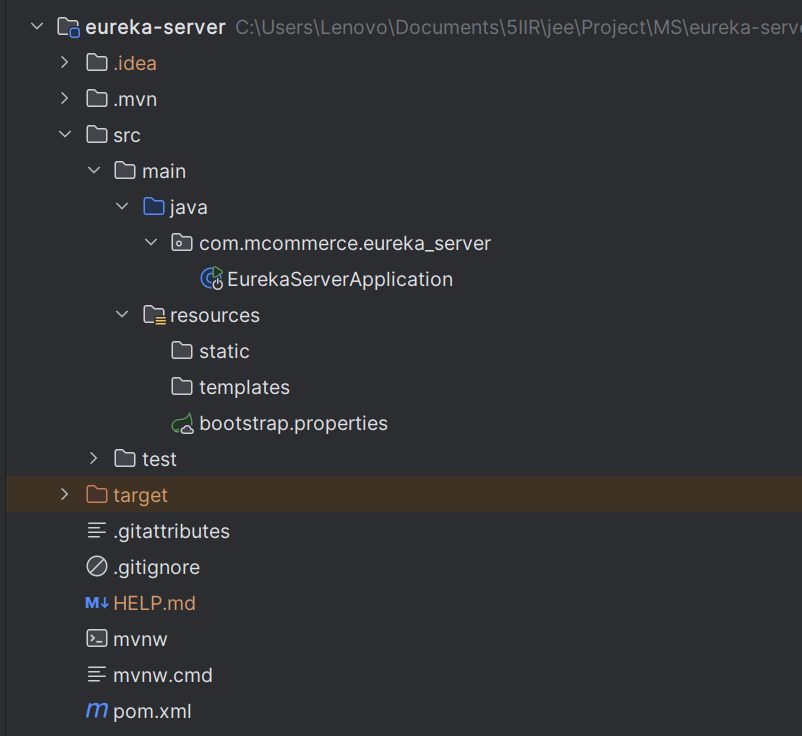 eureka-server C:\Users\Lenovo\Documents\5IIR\jee\Project\MS\eureka-serve
.idea
.mvn
src
main
java
com.mcommerce.eureka_server
EurekaServerApplication
resources
static
templates
bootstrap.properties
test
target
.gitattributes
.gitignore
M↓ HELP.md
mvnw
mvnw.cmd
m pom.xml